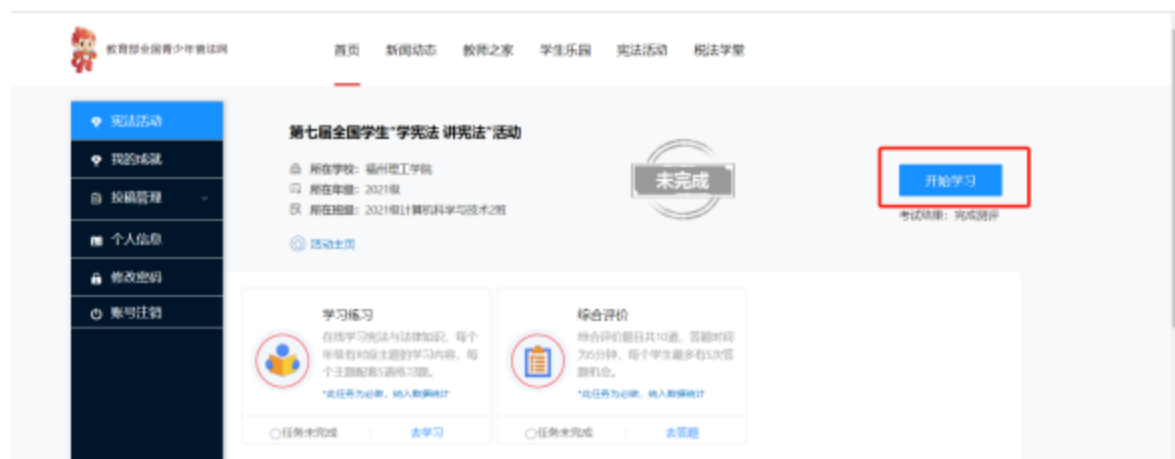 教育部全国青少年普法网
首页 新闻动态 教师之家 学生乐园 宪法活动 税法学堂
宪法活动
我的成就
投稿管理
个人信息
修改密码
账号注销
第七届全国学生"学宪法 讲宪法"活动
所在学校：福州理工学院
所在年级：2021级
所在班级：2021级计算机科学与技术2班
活动主页
未完成
开始学习
考试结果：完成测评
学习练习
在线学习宪法与法律知识，每个
年级有对应主题的学习内容，每
个主题配套5道练习题。
*此任务为必做，纳入数据统计
任务未完成 去学习
综合评价
综合评价题目共10道，答题时间
为5分钟，每个学生最多有5次答
题机会。
*此任务为必做，纳入数据统计
任务未完成 去答题